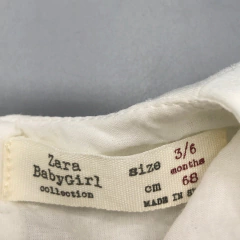 Zara
BabyGirl
collection
size 3/6
months
cm 68
MADE IN